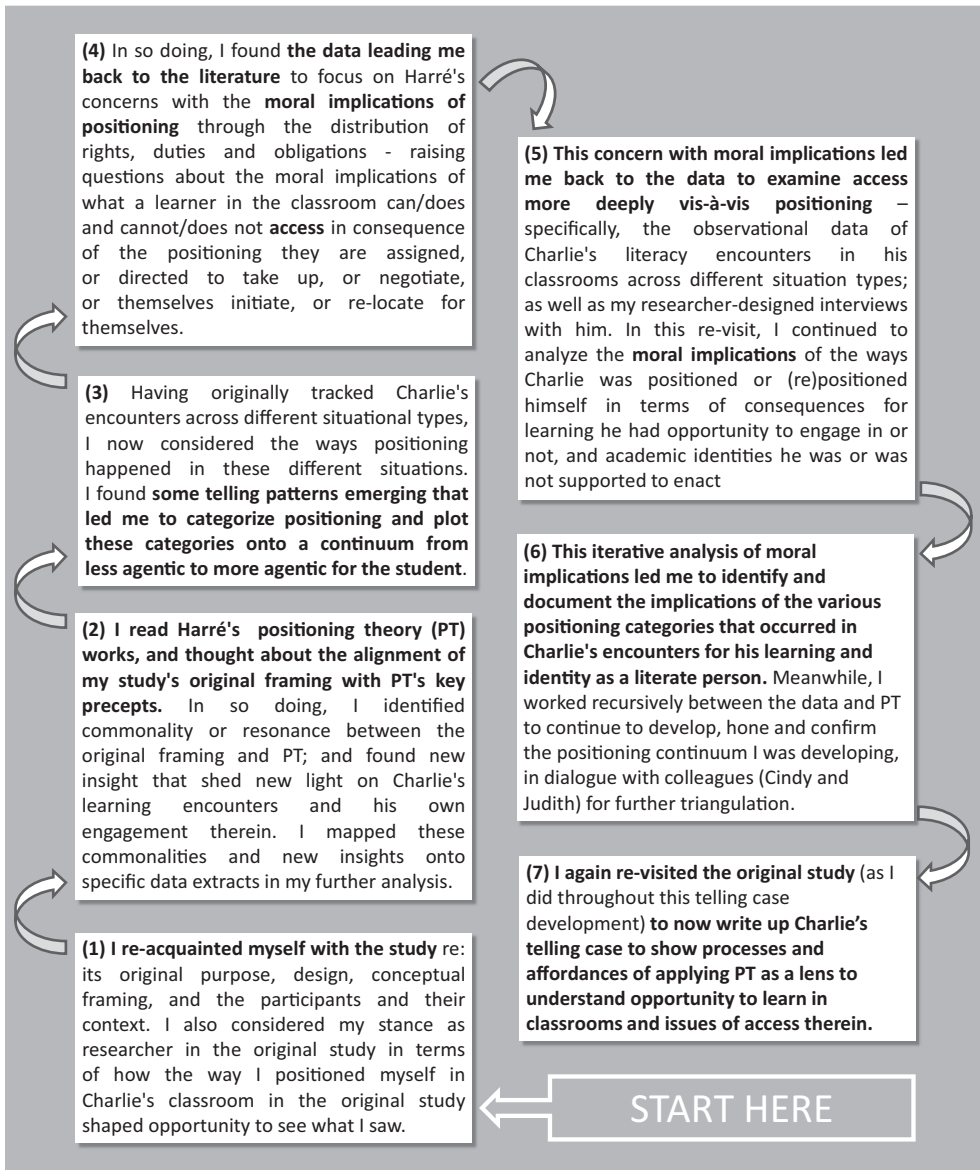 START HERE
(1) I re-acquainted myself with the study re:
its original purpose, design, conceptual
framing, and the participants and their
context. I also considered my stance as
researcher in the original study in terms
of how the way I positioned myself in
Charlie's classroom in the original study
shaped opportunity to see what I saw.
(2) I read Harré's positioning theory (PT)
works, and thought about the alignment of
my study's original framing with PT's key
precepts. In so doing, I identified
commonality or resonance between the
original framing and PT; and found new
insight that shed new light on Charlie's
learning encounters and his own
engagement therein. I mapped these
commonalities and new insights onto
specific data extracts in my further analysis.
(3) Having originally tracked Charlie's
encounters across different situational types,
I now considered the ways positioning
happened in these different situations.
I found some telling patterns emerging that
led me to categorize positioning and plot
these categories onto a continuum from
less agentic to more agentic for the student.
(4) In so doing, I found the data leading me
back to the literature to focus on Harré's
concerns with the moral implications of
positioning through the distribution of
rights, duties and obligations - raising
questions about the moral implications of
what a learner in the classroom can/does
and cannot/does not access in consequence
of the positioning they are assigned,
or directed to take up, or negotiate,
or themselves initiate, or re-locate for
themselves.
(5) This concern with moral implications led
me back to the data to examine access
more deeply vis-à-vis positioning –
specifically, the observational data of
Charlie's literacy encounters in his
classrooms across different situation types;
as well as my researcher-designed interviews
with him. In this re-visit, I continued to
analyze the moral implications of the ways
Charlie was positioned or (re)positioned
himself in terms of consequences for
learning he had opportunity to engage in or
not, and academic identities he was or was
not supported to enact
(6) This iterative analysis of moral
implications led me to identify and
document the implications of the various
positioning categories that occurred in
Charlie's encounters for his learning and
identity as a literate person. Meanwhile, I
worked recursively between the data and PT
to continue to develop, hone and confirm
the positioning continuum I was developing,
in dialogue with colleagues (Cindy and
Judith) for further triangulation.
(7) I again re-visited the original study (as I
did throughout this telling case
development) to now write up Charlie's
telling case to show processes and
affordances of applying PT as a lens to
understand opportunity to learn in
classrooms and issues of access therein.